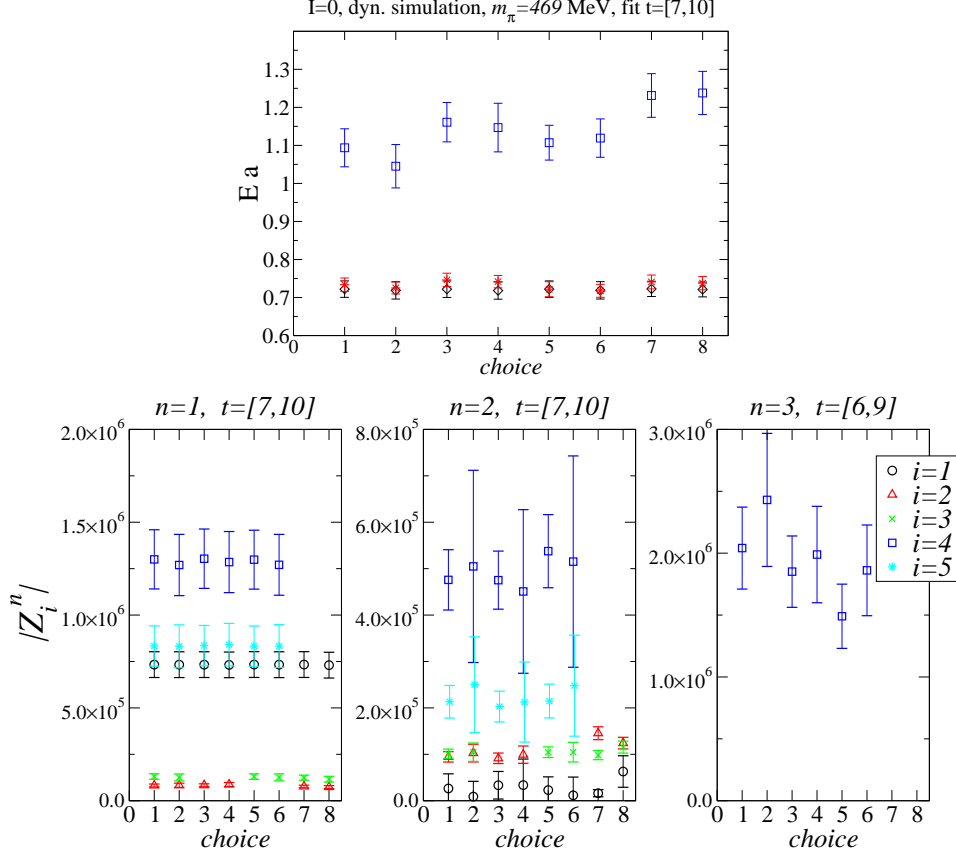 I=0, dyn. simulation, m_π=469 MeV, fit t=[7,10]
1.3
1.2
1.1
1
0.9
0.8
0.7
0.6
E a
0 1 2 3 4 5 6 7 8
choice
n=1, t=[7,10]
2.0×10^6
1.5×10^6
1.0×10^6
5.0×10^5
0.0
|Z_i^n|
0 1 2 3 4 5 6 7 8
choice
n=2, t=[7,10]
8.0×10^5
6.0×10^5
4.0×10^5
2.0×10^5
0.0
0 1 2 3 4 5 6 7 8
choice
n=3, t=[6,9]
3.0×10^6
2.0×10^6
1.0×10^6
0.0
0 1 2 3 4 5 6 7 8
choice
i=1
i=2
i=3
i=4
i=5